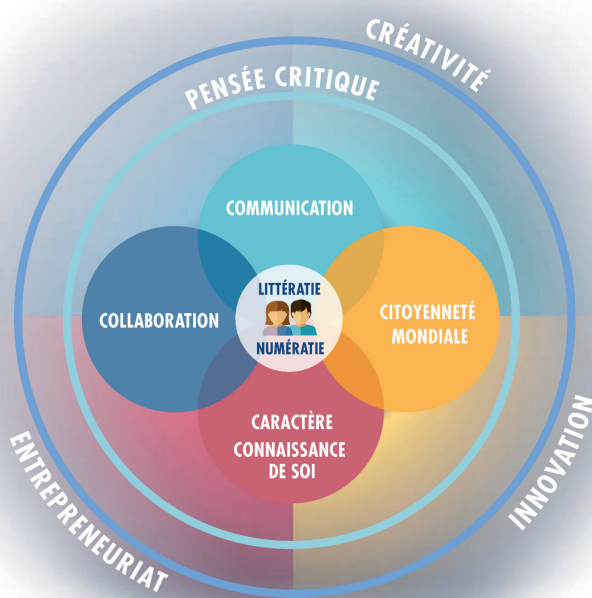 CRÉATIVITÉ
PENSÉE CRITIQUE
COMMUNICATION
LITTÉRATIE
COLLABORATION
CITOYENNETÉ
MONDIALE
NUMÉRATIE
CARACTÈRE
CONNAISSANCE
DE SOI
ENTREPRENEURIAT
INNOVATION